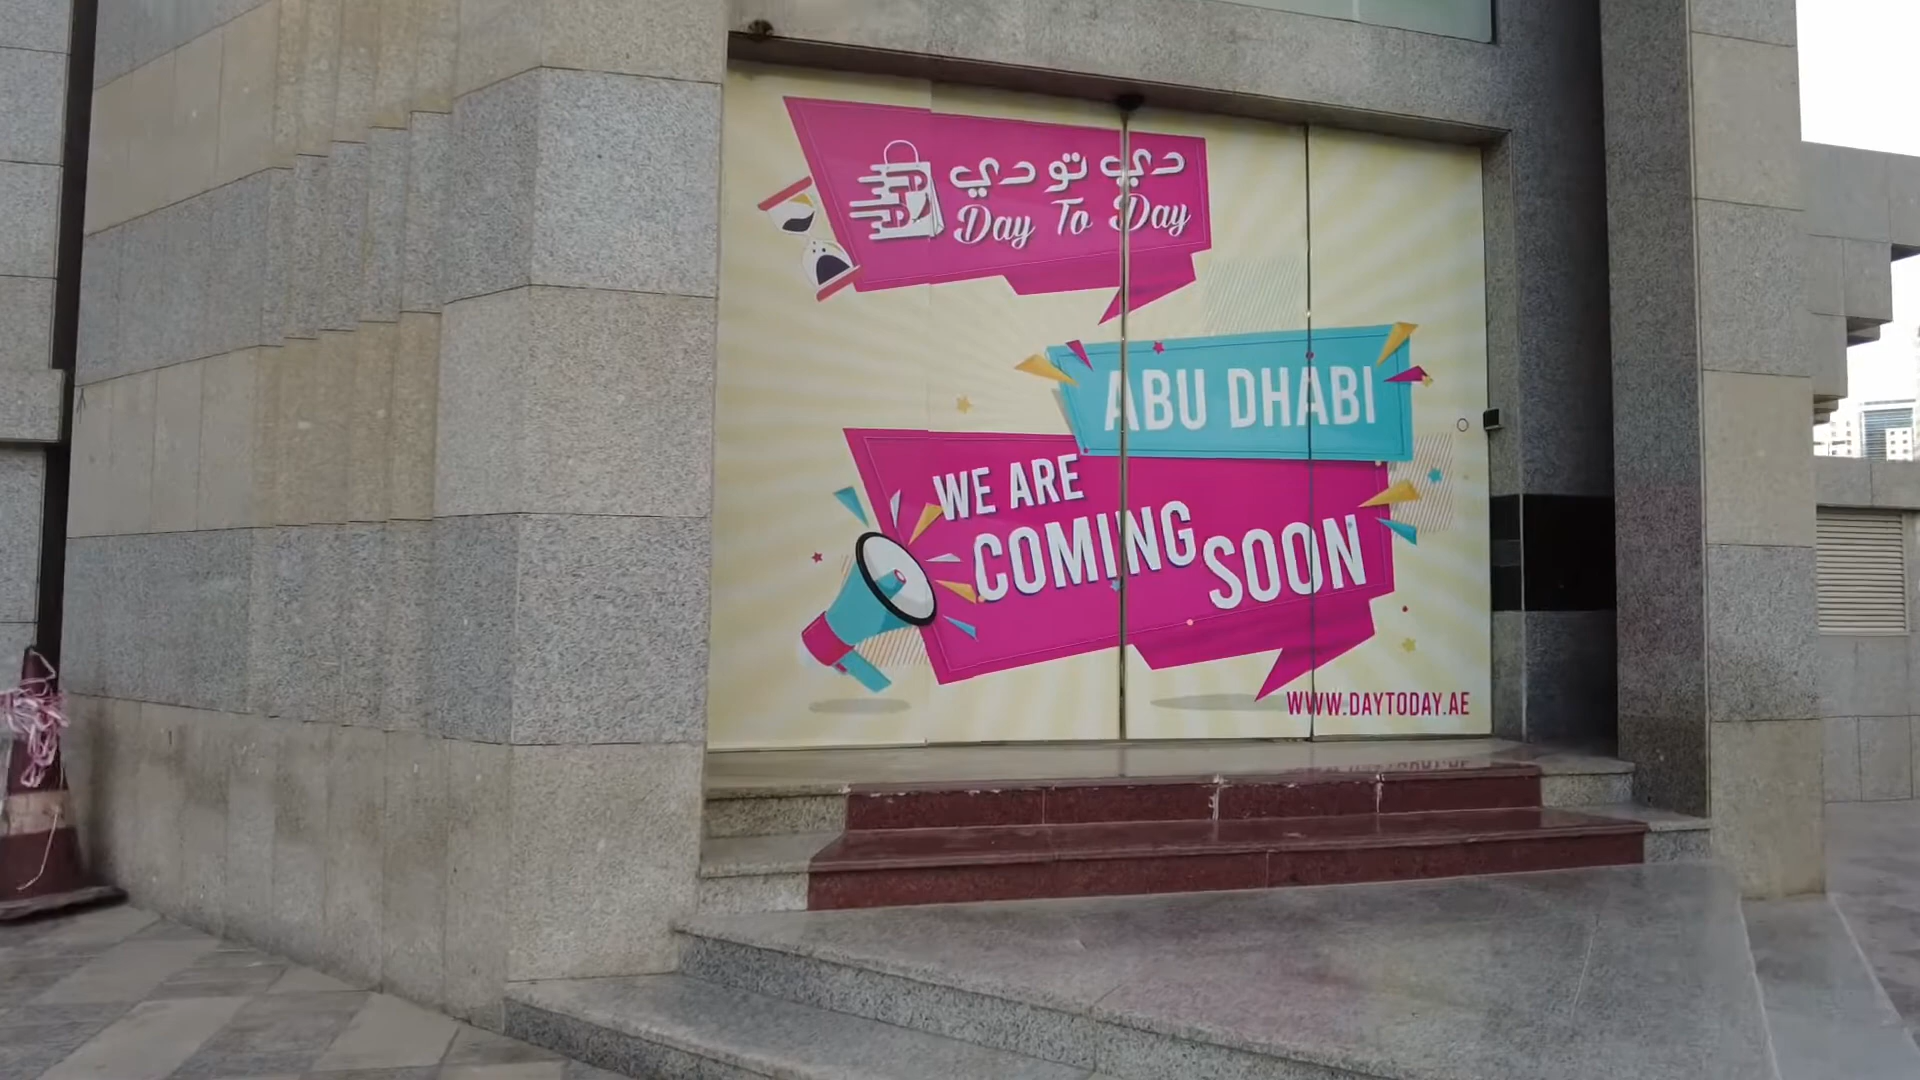 دي تو دي
Day To Day
ABU DHABI
WE ARE
COMING
SOON
WWW.DAYTODAY.AE